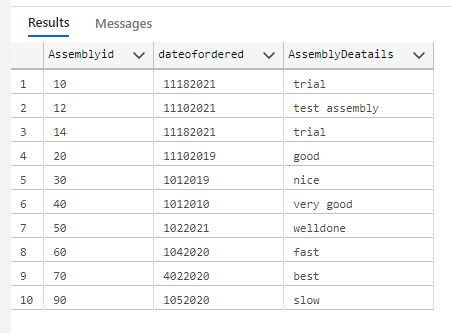 Results Messages
Assemblyid dateofordered AssemblyDeatails
1 10 11182021 trial
2 12 11102021 test assembly
3 14 11182021 trial
4 20 11102019 good
5 30 1012019 nice
6 40 1012010 very good
7 50 1022021 welldone
8 60 1042020 fast
9 70 4022020 best
10 90 1052020 slow